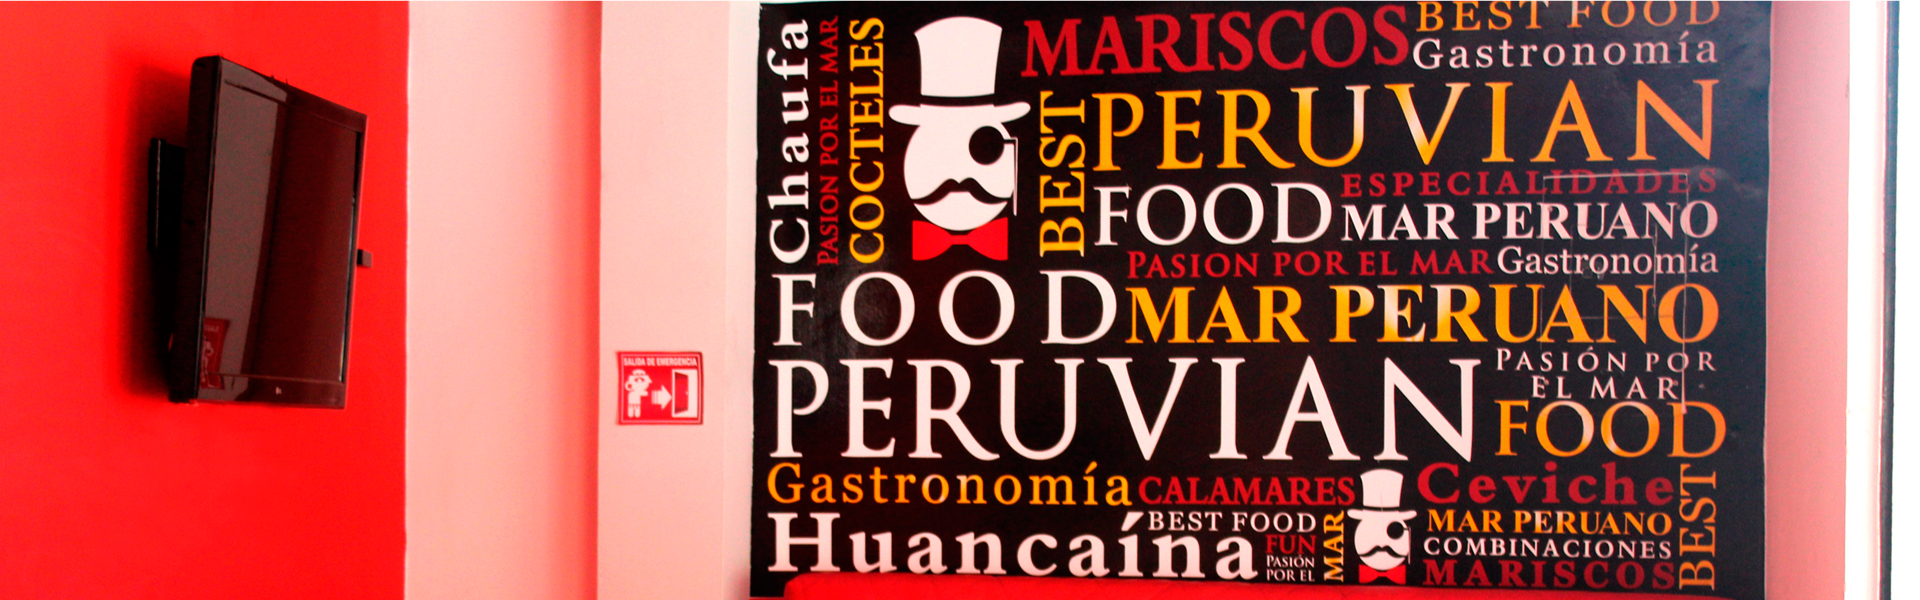 SALIDA DE EMERGENCIA
Chaufa
PASION POR EL MAR
COCTELES
MARISCOS
BEST FOOD
Gastronomía
BEST
PERUVIAN
FOOD
ESPECIALIDADES
MAR PERUANO
PASION POR EL MAR
Gastronomía
FOOD
MAR PERUANO
PERUVIAN
PASIÓN POR
EL MAR
FOOD
Gastronomía
CALAMARES
Ceviche
BEST
Huancaína
BEST FOOD
FUN
PASIÓN
POR EL
MAR
MAR PERUANO
COMBINACIONES
MARISCOS